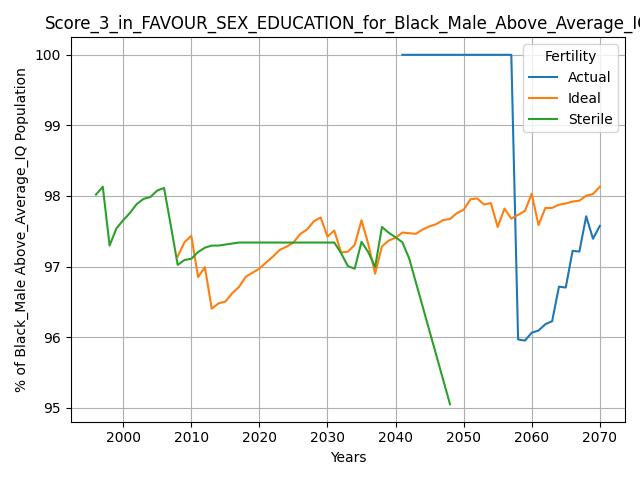 Score_3_in_FAVOUR_SEX_EDUCATION_for_Black_Male_Above_Average_IQ
% of Black_Male Above_Average_IQ Population
100
99
98
97
96
95
Fertility
Actual
Ideal
Sterile
2000 2010 2020 2030 2040 2050 2060 2070
Years